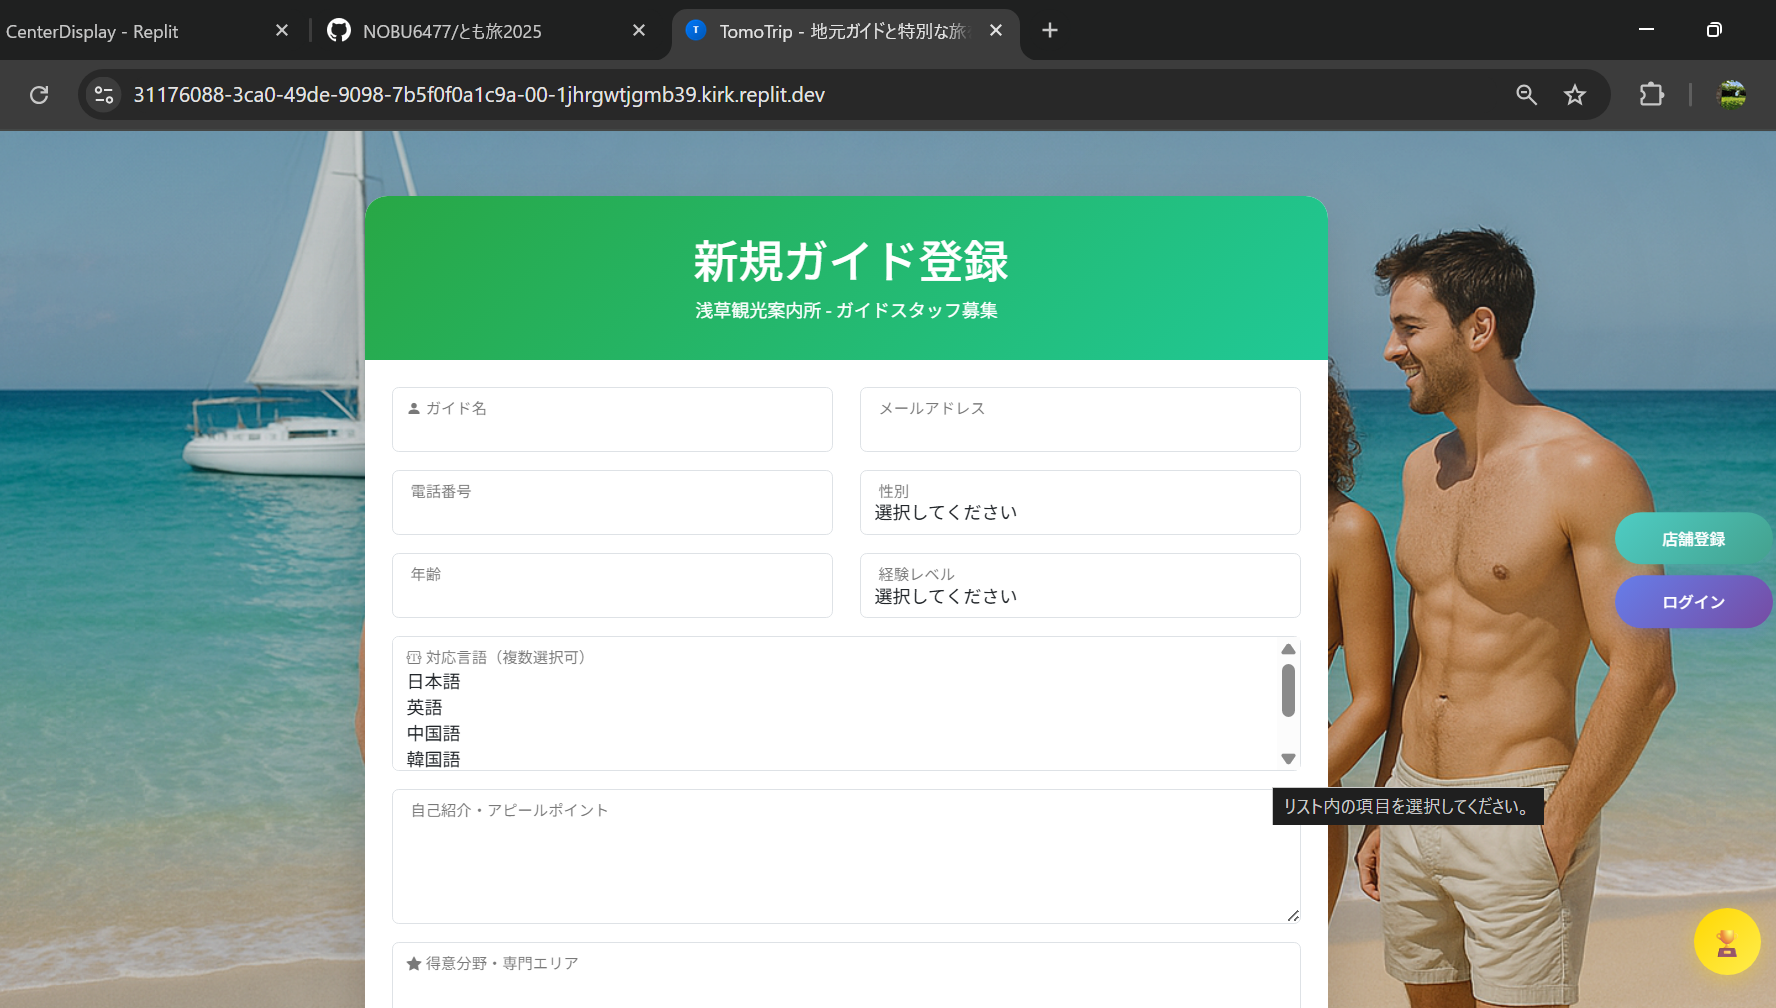 CenterDisplay - Replit
NOBU6477/とも旅2025
TomoTrip - 地元ガイドと特別な旅
31176088-3ca0-49de-9098-7b5f0f0a1c9a-00-1jhrgwtjgmb39.kirk.replit.dev
新規ガイド登録
浅草観光案内所 - ガイドスタッフ募集
ガイド名
メールアドレス
電話番号
性別
選択してください
年齢
経験レベル
選択してください
店舗登録
ログイン
対応言語（複数選択可）
日本語
英語
中国語
韓国語
リスト内の項目を選択してください。
自己紹介・アピールポイント
得意分野・専門エリア